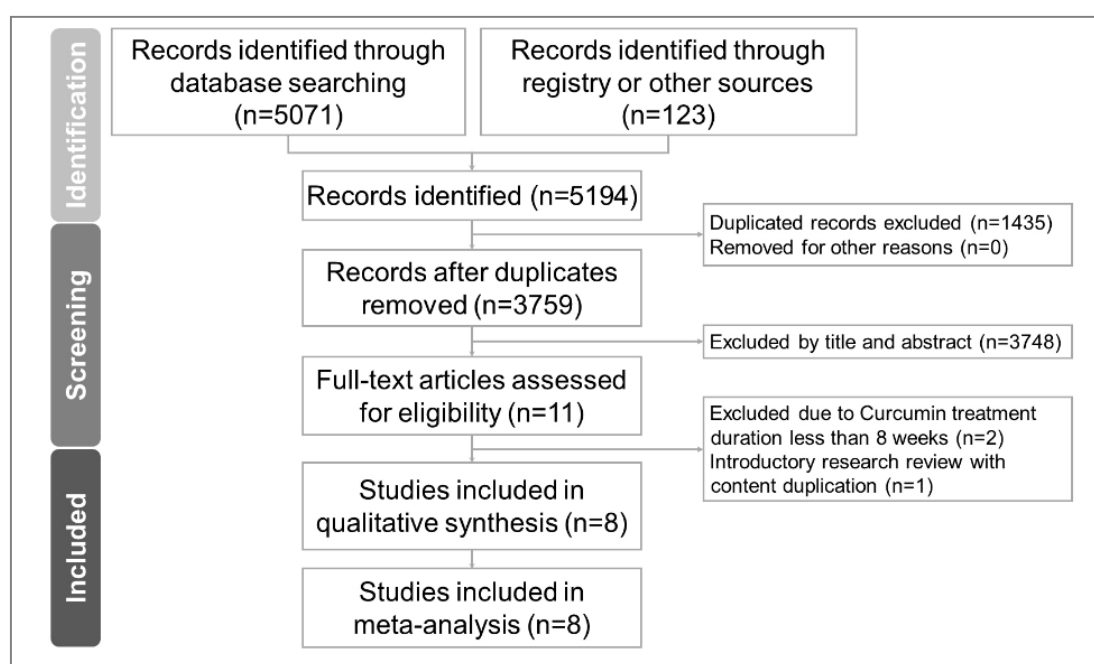 Identification
Records identified through
database searching
(n=5071)
Records identified through
registry or other sources
(n=123)
Records identified (n=5194)
Duplicated records excluded (n=1435)
Removed for other reasons (n=0)
Screening
Records after duplicates
removed (n=3759)
Excluded by title and abstract (n=3748)
Full-text articles assessed
for eligibility (n=11)
Excluded due to Curcumin treatment
duration less than 8 weeks (n=2)
Introductory research review with
content duplication (n=1)
Included
Studies included in
qualitative synthesis (n=8)
Studies included in
meta-analysis (n=8)